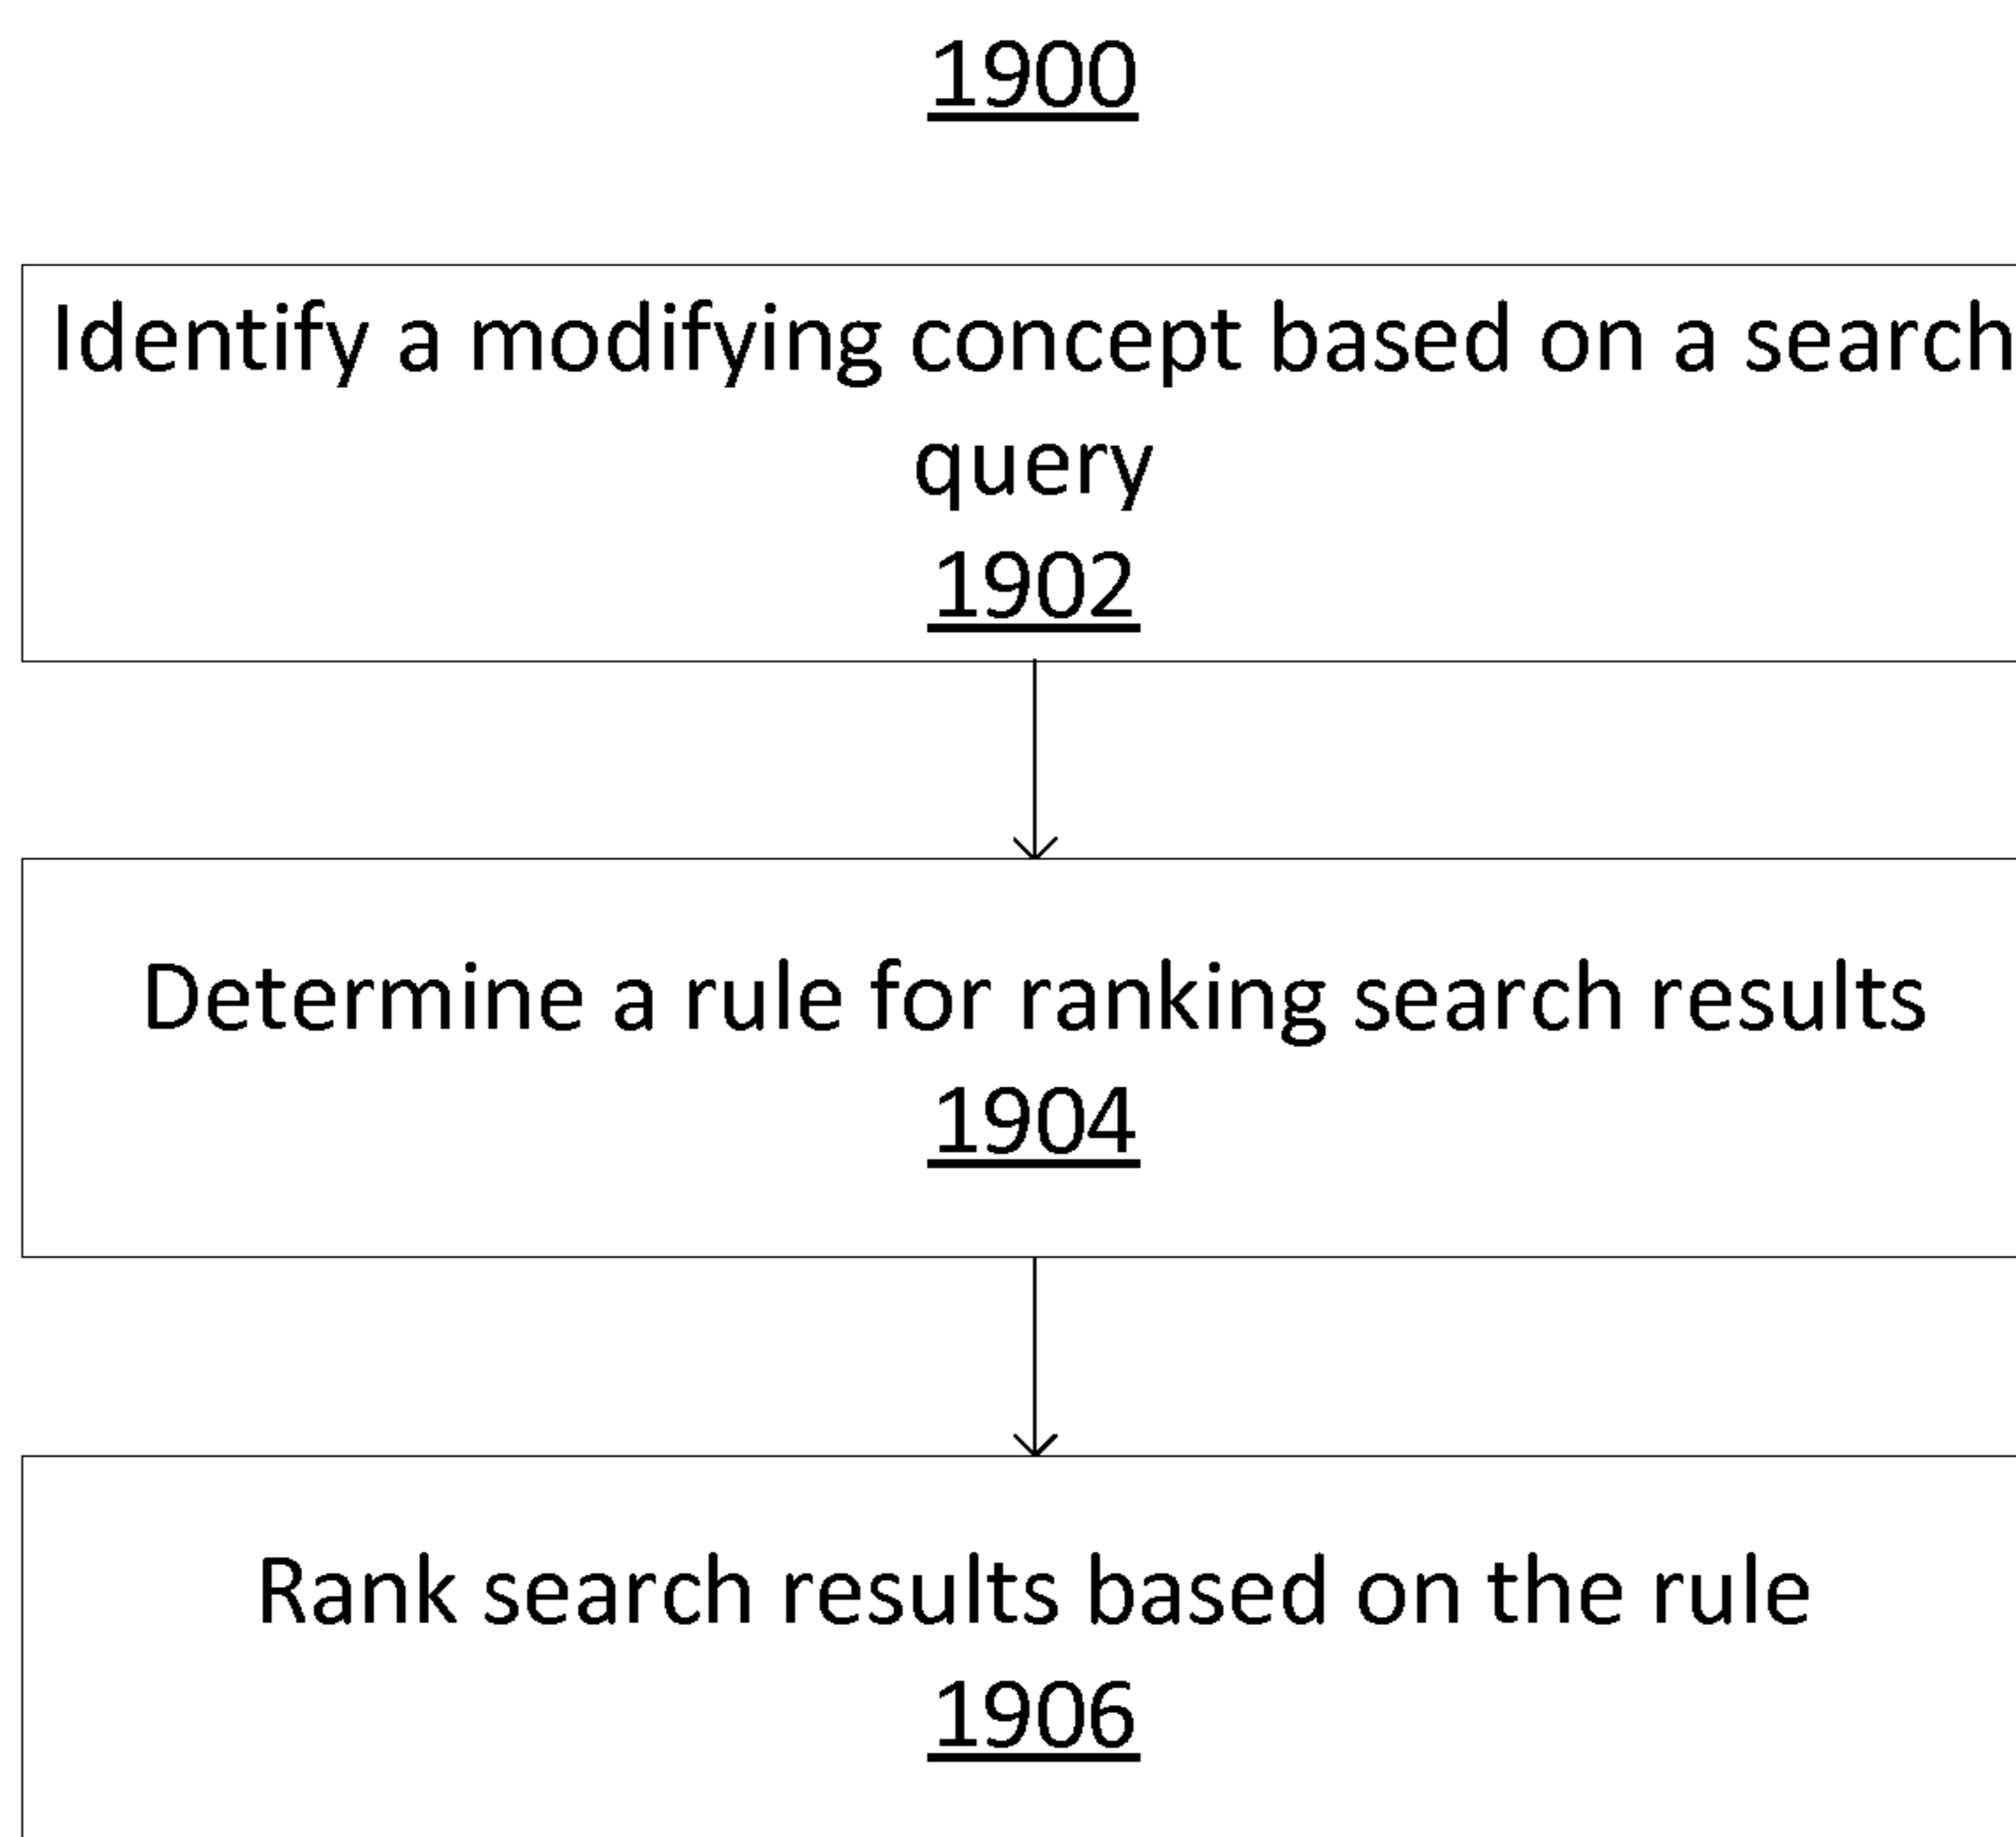 1900
Identify a modifying concept based on a search
query
1902
Determine a rule for ranking search results
1904
Rank search results based on the rule
1906